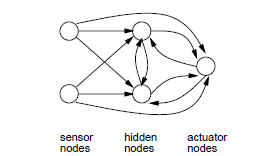 sensor hidden actuator
nodes nodes nodes